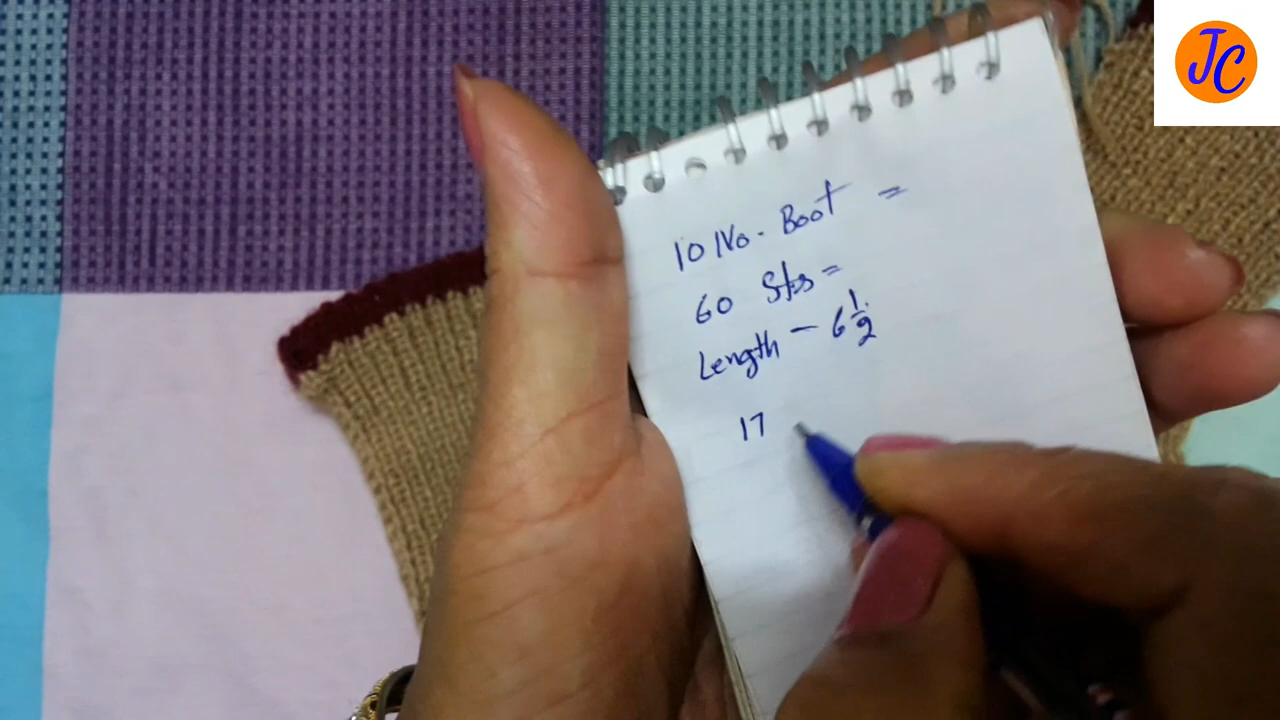 JC
10 No. Boot =
60 Sts =
Length - 6 1/2
17